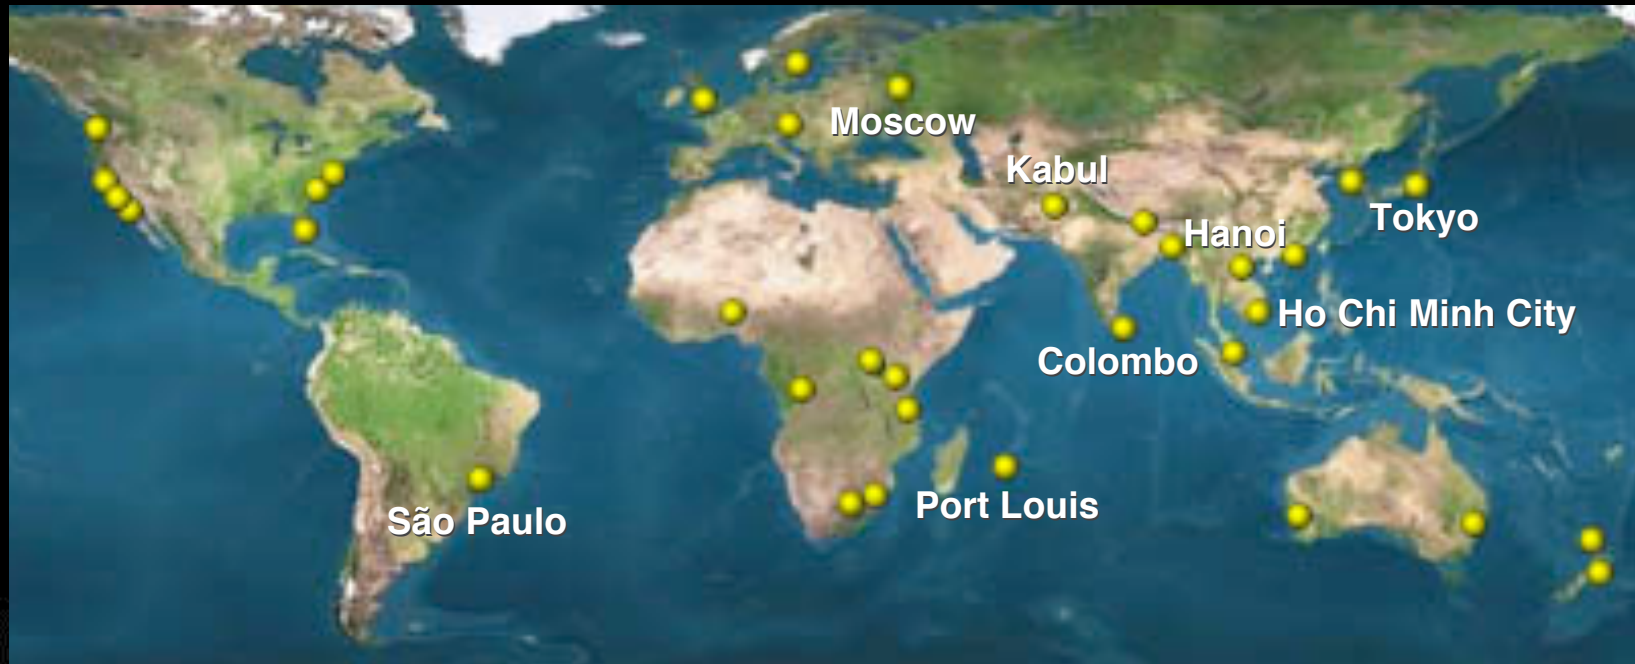 Moscow
Kabul
Tokyo
Hanoi
Ho Chi Minh City
Colombo
Port Louis
São Paulo